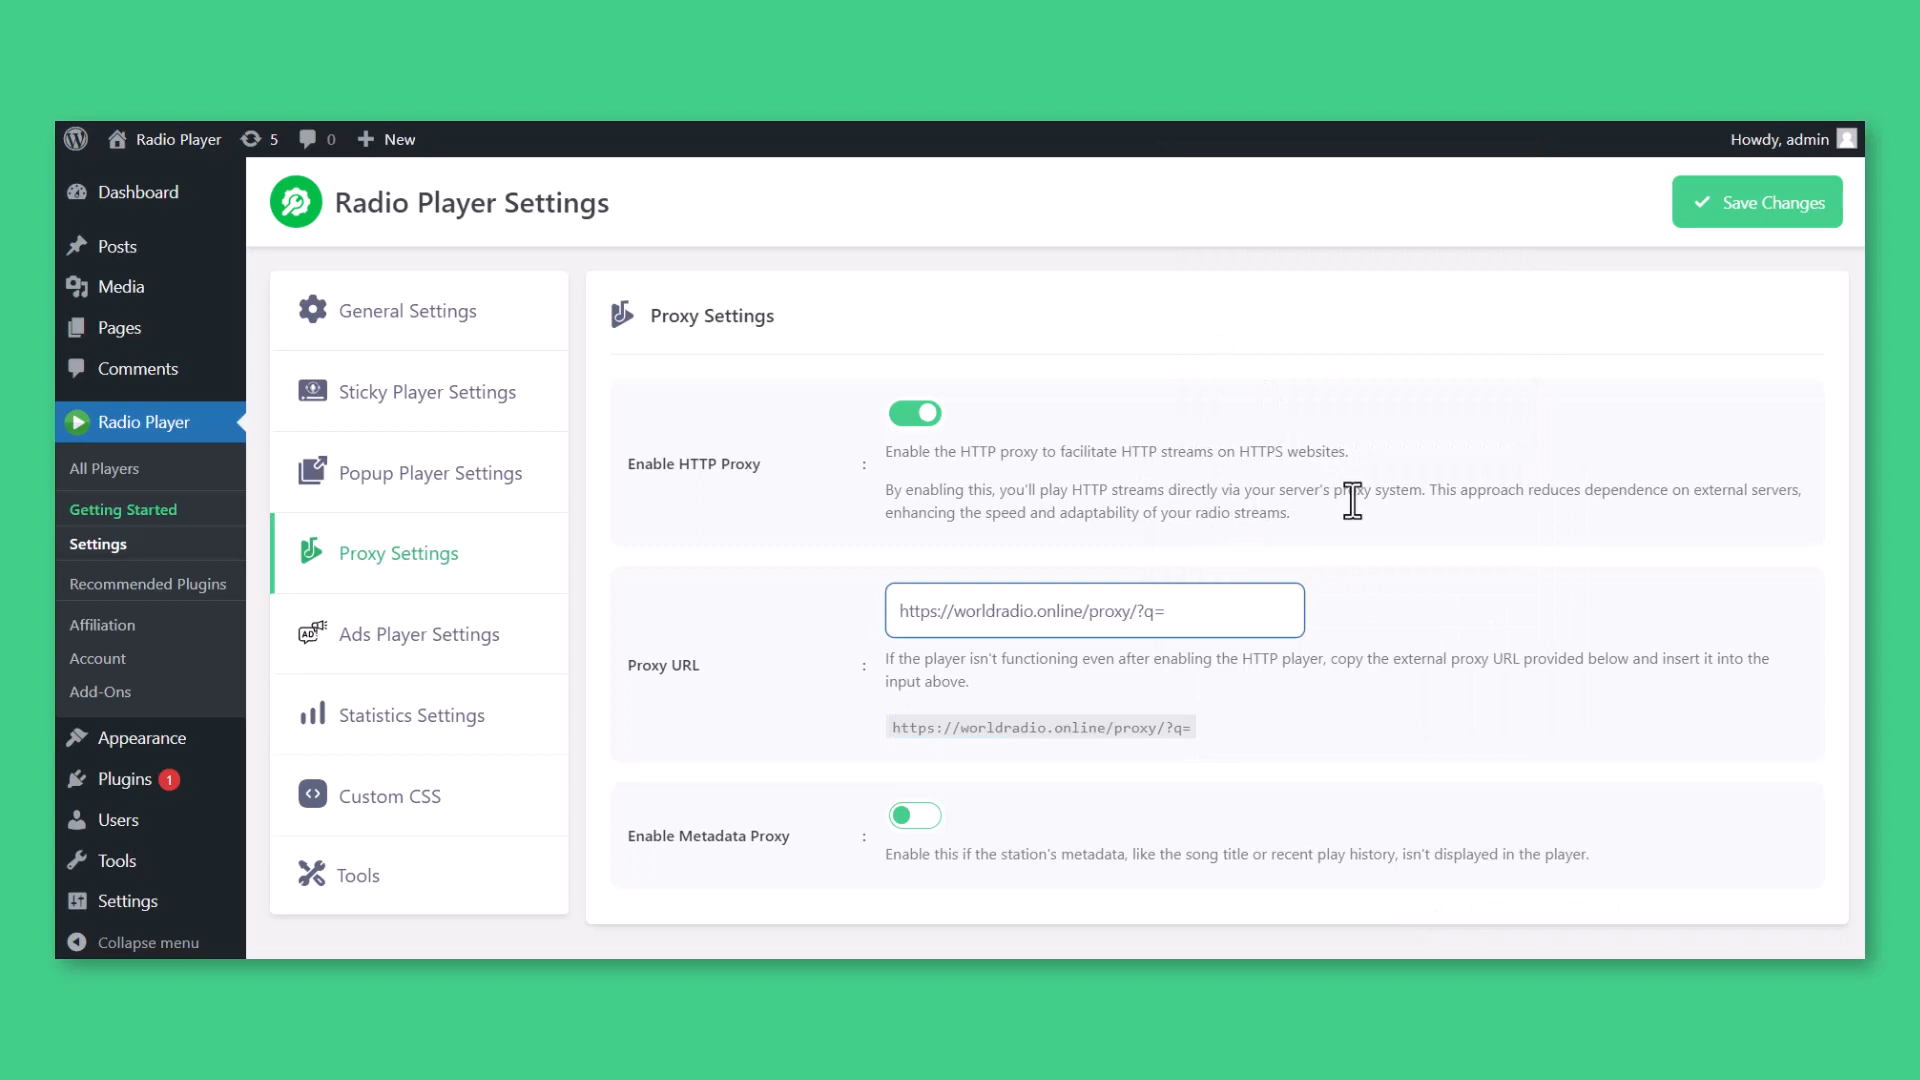 Radio Player 5 0 New Howdy, admin
Dashboard
Posts
Media
Pages
Comments
Radio Player
All Players
Getting Started
Settings
Recommended Plugins
Affiliation
Account
Add-Ons
Appearance
Plugins 1
Users
Tools
Settings
Collapse menu
Radio Player Settings
Save Changes
General Settings
Sticky Player Settings
Popup Player Settings
Proxy Settings
AD
Ads Player Settings
Statistics Settings
Custom CSS
Tools
Proxy Settings
Enable HTTP Proxy :
Enable the HTTP proxy to facilitate HTTP streams on HTTPS websites.
By enabling this, you'll play HTTP streams directly via your server's proxy system. This approach reduces dependence on external servers,
enhancing the speed and adaptability of your radio streams.
Proxy URL :
https://worldradio.online/proxy/?q=
If the player isn't functioning even after enabling the HTTP player, copy the external proxy URL provided below and insert it into the
input above.
https://worldradio.online/proxy/?q=
Enable Metadata Proxy :
Enable this if the station's metadata, like the song title or recent play history, isn't displayed in the player.